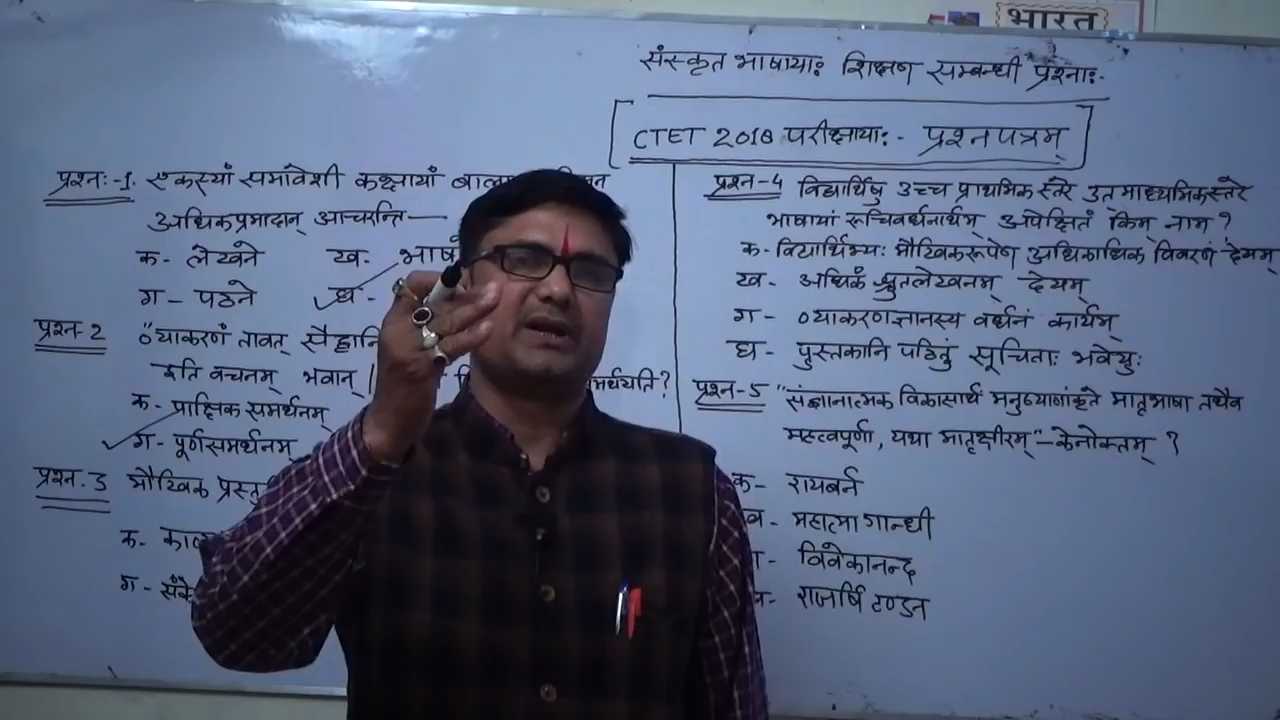 भारत
संस्कृत भाषायाः शिक्षण सम्बन्धी प्रश्नाः-
CTET 2018 परीक्षायाः- प्रश्नपत्रम्
प्रश्नः-1. एकस्यां समावेशी कक्षायां
अधिकप्रमादान् आचरन्ति—
क- लेखने ख- भाष
ग- पठने घ-
प्रश्न-2 "व्याकरणं तावत्
इति वचनम् भवान् | मर्थयति?
क- प्राक्षिक समर्थनम्
ग- पूर्णसमर्थनम्
प्रश्न-3 मौखिक प्रस्तु
क-
ग-
प्रश्न-4 विद्यार्थिषु उच्च प्राथमिक स्तरे उत माध्यमिकस्तरे
भाषायां रूचिवर्धनार्थम् अपेक्षितं किम् नाम ?
क- विद्यार्थिभ्यः मौखिकरूपेण अधिकाधिक विवरणं देयम्
ख- अधिकं श्रुतलेखनम् देयम्
ग- व्याकरणज्ञानस्य वर्धनं कार्यम्
घ- पुस्तकानि पठितुं सूचिताः भवेयुः
प्रश्न-5 "संज्ञानात्मक विकासार्थं मनुष्याणांकृते मातृभाषा तथैव
महत्वपूर्णा, यथा मातृक्षीरम्"-केनोक्तम् ?
क- रायबर्न
ख- महात्मा गान्धी
ग- विवेकानन्द
घ- राजर्षि टण्डन